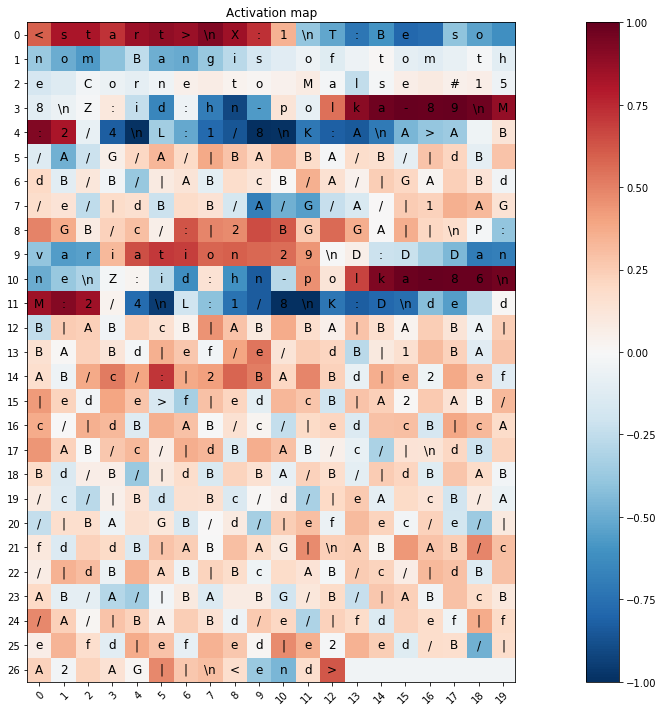 Activation map
0 < s t a r t > \n X : 1 \n T : B e s o
1 n o m B a n g i s o f t o m t h
2 e C o r n e t o M a l s e # 1 5
3 8 \n Z : i d : h n - p o l k a - 8 9 \n M
4 : 2 / 4 \n L : 1 / 8 \n K : A \n A > A B
5 / A / G / A / | B A B A / B / | d B
6 d B / B / | A B c B / A / | G A B d
7 / e / | d B B / A / G / A / | 1 A G
8 G B / c / : | 2 B G G A | | \n P :
9 v a r i a t i o n 2 9 \n D : D D a n
10 n e \n Z : i d : h n - p o l k a - 8 6 \n
11 M : 2 / 4 \n L : 1 / 8 \n K : D \n d e d
12 B | A B c B | A B B A | B A B A |
13 B A B d | e f / e / d B | 1 B A
14 A B / c / : | 2 B A B d | e 2 e f
15 | e d e > f | e d c B | A 2 A B /
16 c / | d B A B / c / | e d c B | c A
17 A B / c / | d B A B / c / | \n d B
18 B d / B / | d B B A / B / | d B A B
19 / c / | B d B c / d / | e A c B / A
20 / | B A G B / d / | e f e c / e / |
21 f d d B | A B A G | \n A B A B / c
22 / | d B A B | B c A B / c / | d B
23 A B / A / | B A B G / B / | A B c B
24 / A / | B A B d / e / | f d e f | f
25 e f d | e f e d | e 2 e d / B / |
26 A 2 A G | | \n < e n d >
0 1 2 3 4 5 6 7 8 9 10 11 12 13 14 15 16 17 18 19
1.00
0.75
0.50
0.25
0.00
−0.25
−0.50
−0.75
−1.00